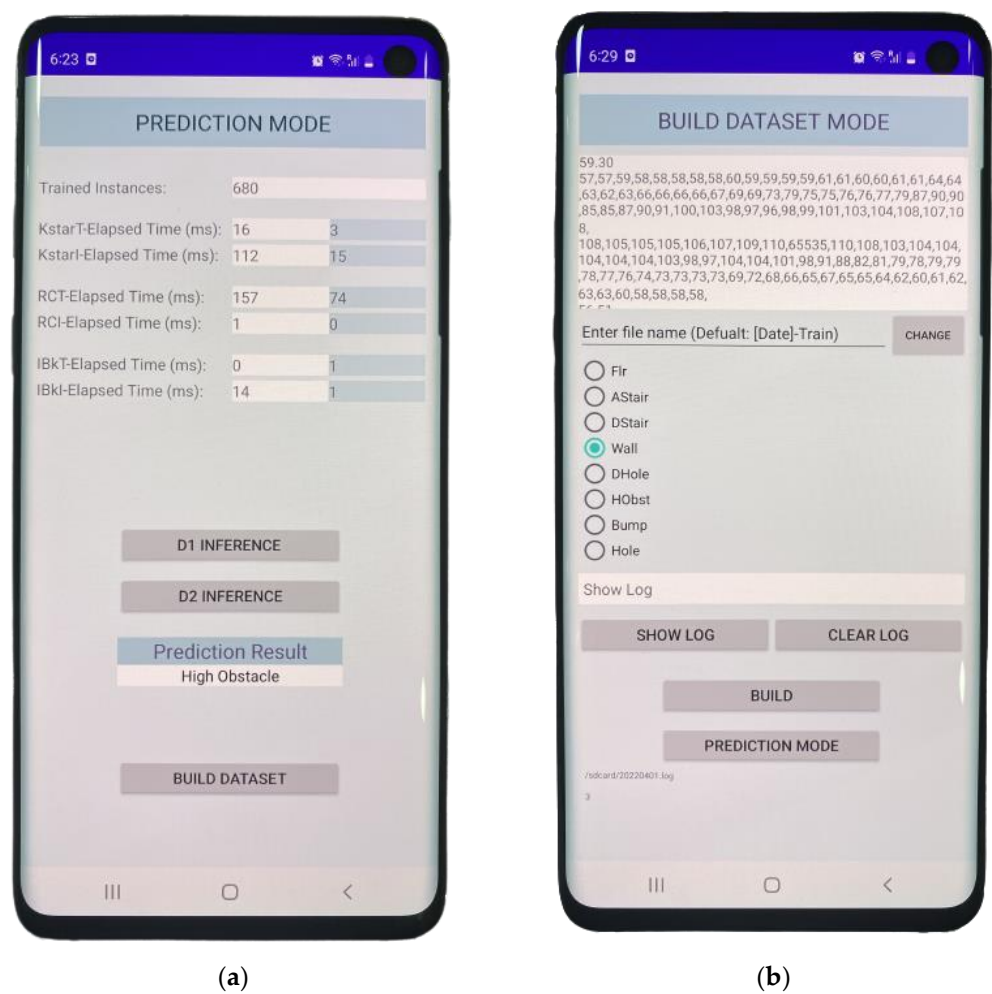 6:23
PREDICTION MODE
Trained Instances: 680
KstarT-Elapsed Time (ms): 16 3
KstarI-Elapsed Time (ms): 112 15
RCT-Elapsed Time (ms): 157 74
RCI-Elapsed Time (ms): 1 0
IBkT-Elapsed Time (ms): 0 1
IBkI-Elapsed Time (ms): 14 1
D1 INFERENCE
D2 INFERENCE
Prediction Result
High Obstacle
BUILD DATASET
(a)
6:29
BUILD DATASET MODE
59.30
57,57,59,58,58,58,58,58,60,59,59,59,59,61,61,60,60,61,61,64,64
,63,62,63,66,66,66,66,67,69,69,73,79,75,75,76,76,77,79,87,90,90
,85,85,87,90,91,100,103,98,97,96,98,99,101,103,104,108,107,10
8,
108,105,105,105,106,107,109,110,65535,110,108,103,104,104,
,104,104,104,103,98,97,104,104,101,98,91,88,82,81,79,78,79,79
,78,77,76,74,73,73,73,73,69,72,68,66,65,67,65,65,64,62,60,61,62,
63,63,60,58,58,58,58,
Enter file name (Defualt: [Date]-Train)
CHANGE
Flr
AStair
DStair
Wall
DHole
HObst
Bump
Hole
Show Log
SHOW LOG CLEAR LOG
BUILD
PREDICTION MODE
/sdcard/20220401.log
3
(b)